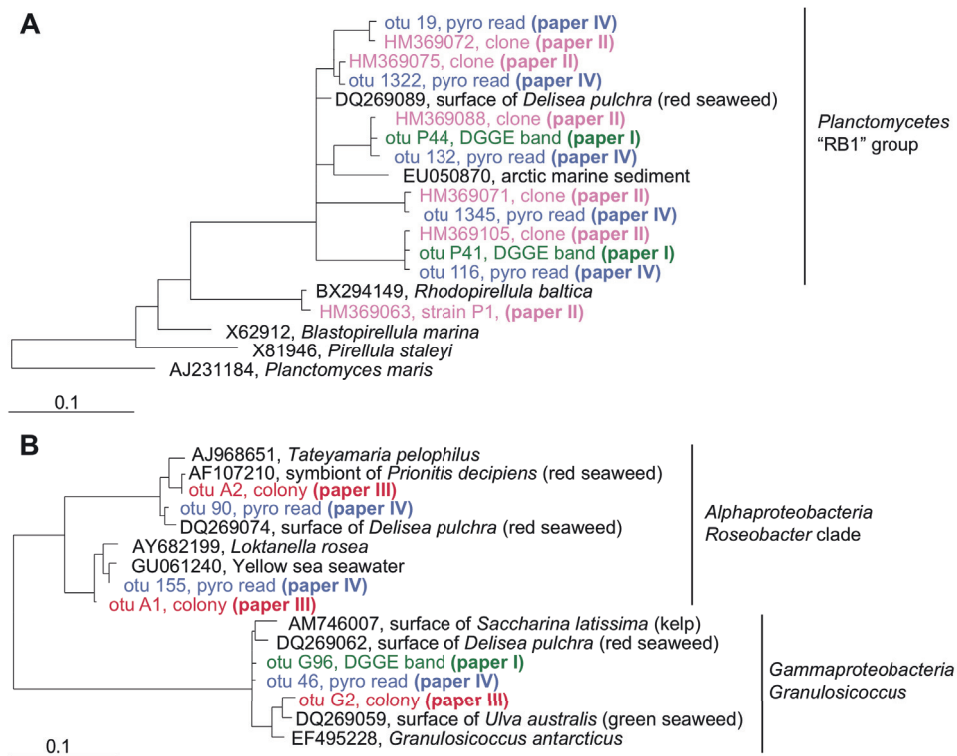 A
otu 19, pyro read (paper IV)
HM369072, clone (paper II)
HM369075, clone (paper II)
otu 1322, pyro read (paper IV)
DQ269089, surface of Delisea pulchra (red seaweed)
HM369088, clone (paper II)
otu P44, DGGE band (paper I)
otu 132, pyro read (paper IV)
EU050870, arctic marine sediment
HM369071, clone (paper II)
otu 1345, pyro read (paper IV)
HM369105, clone (paper II)
otu P41, DGGE band (paper I)
otu 116, pyro read (paper IV)
BX294149, Rhodopirellula baltica
HM369063, strain P1, (paper II)
X62912, Blastopirellula marina
X81946, Pirellula staleyi
AJ231184, Planctomyces maris
Planctomycetes
“RB1” group
0.1
B
AJ968651, Tateyamaria pelophilus
AF107210, symbiont of Prionitis decipiens (red seaweed)
otu A2, colony (paper III)
otu 90, pyro read (paper IV)
DQ269074, surface of Delisea pulchra (red seaweed)
AY682199, Loktanella rosea
GU061240, Yellow sea seawater
otu 155, pyro read (paper IV)
otu A1, colony (paper III)
Alphaproteobacteria
Roseobacter clade
AM746007, surface of Saccharina latissima (kelp)
DQ269062, surface of Delisea pulchra (red seaweed)
otu G96, DGGE band (paper I)
otu 46, pyro read (paper IV)
otu G2, colony (paper III)
DQ269059, surface of Ulva australis (green seaweed)
EF495228, Granulosicoccus antarcticus
Gammaproteobacteria
Granulosicoccus
0.1